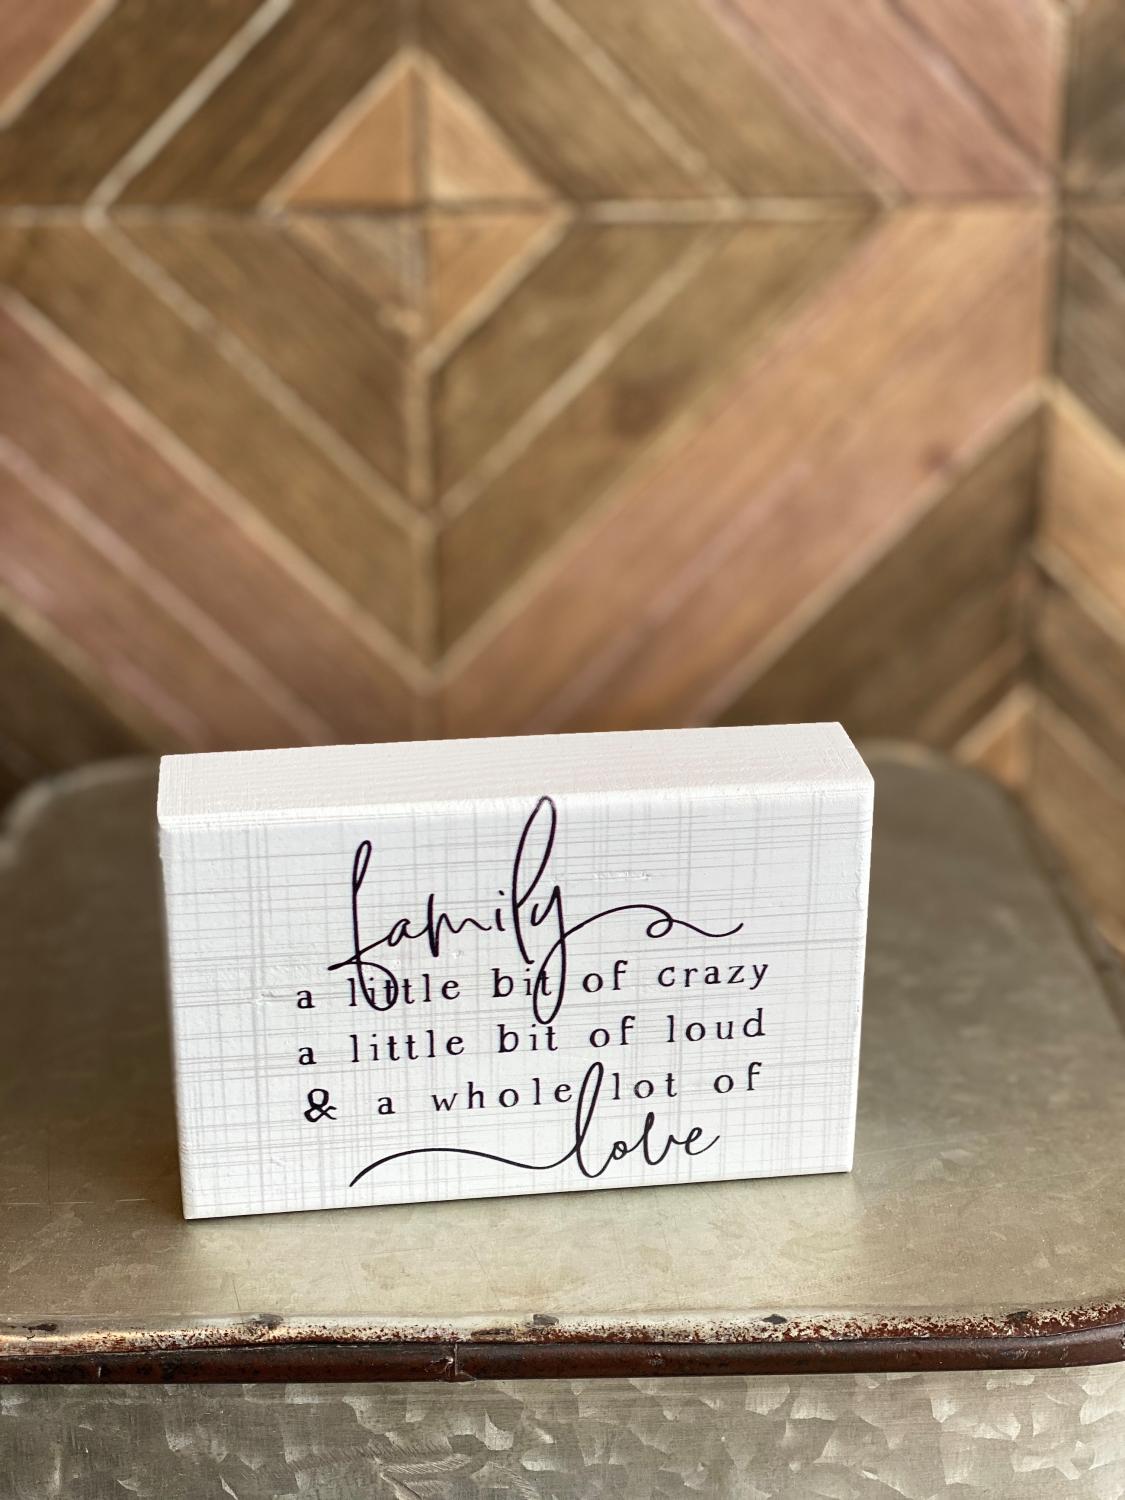 family
a little bit of crazy
a little bit of loud
& a whole lot of
love